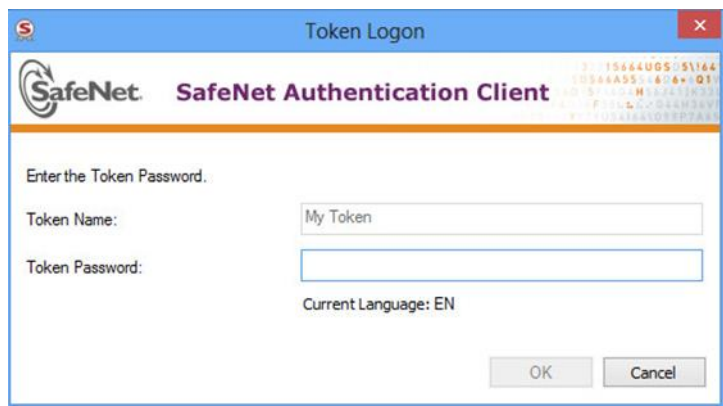 Token Logon
SafeNet. SafeNet Authentication Client
Enter the Token Password.
Token Name: My Token
Token Password:
Current Language: EN
OK Cancel